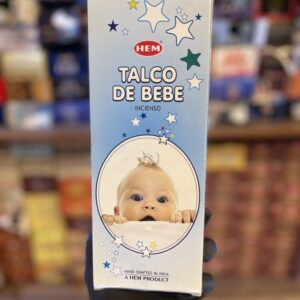 HEM
TALCO
DE BEBE
INCIENSO
HAND CRAFTED IN INDIA
A HEM PRODUCT